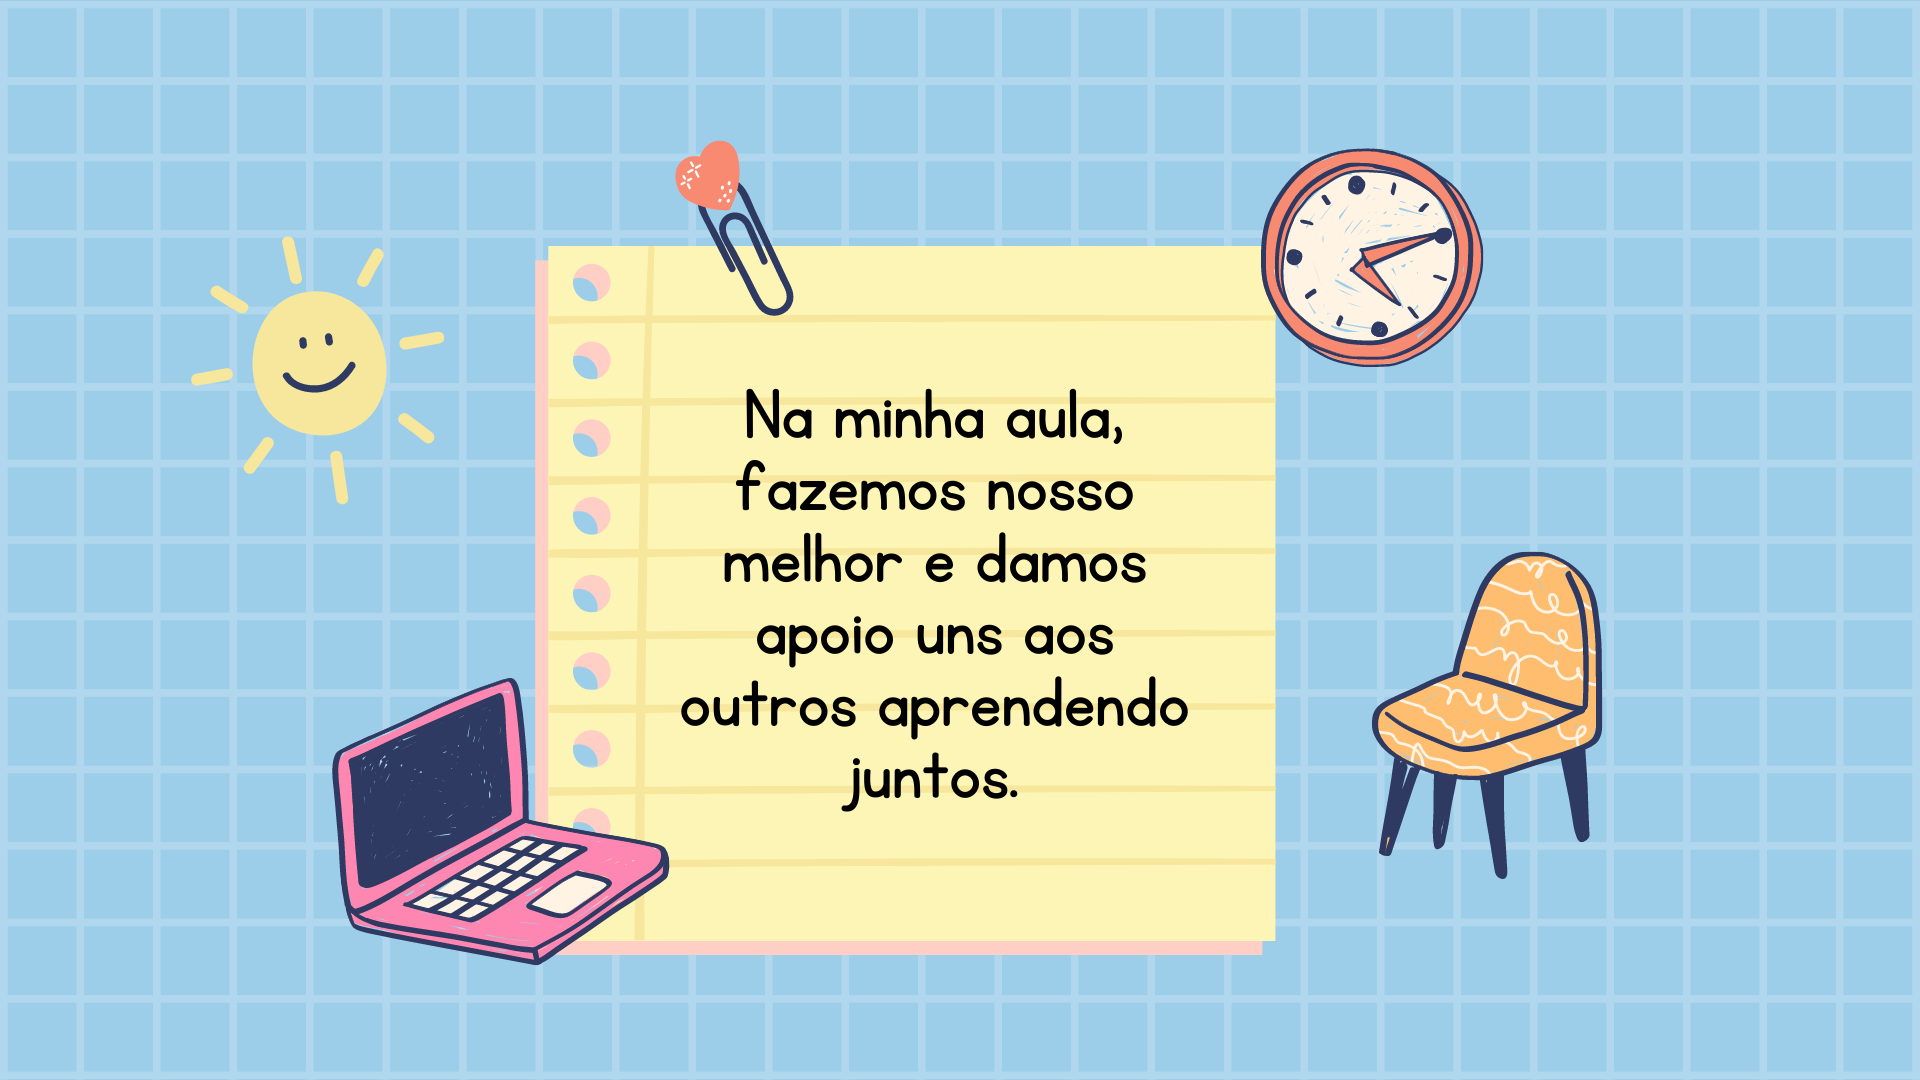 Na minha aula,
fazemos nosso
melhor e damos
apoio uns aos
outros aprendendo
juntos.